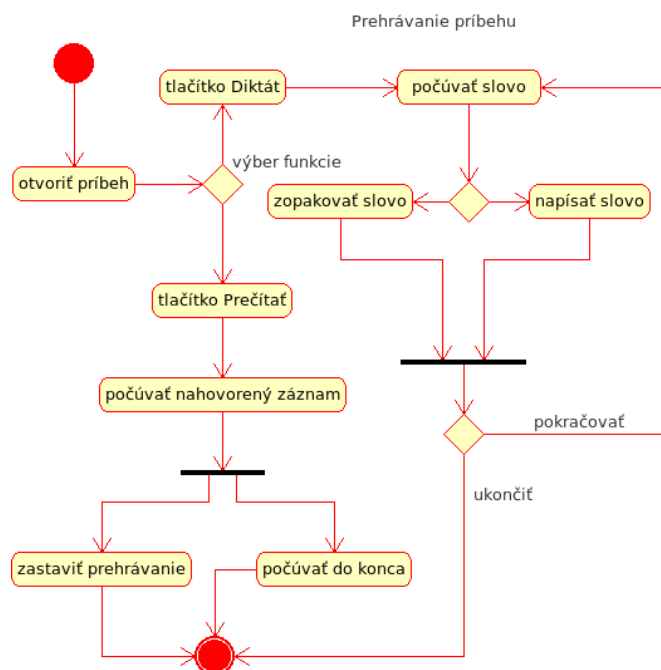 Prehrávanie príbehu
tlačítko Diktát
počúvať slovo
výber funkcie
otvoriť príbeh
zopakovať slovo
napísať slovo
tlačítko Prečítať
počúvať nahovorený záznam
pokračovať
ukončiť
zastaviť prehrávanie
počúvať do konca